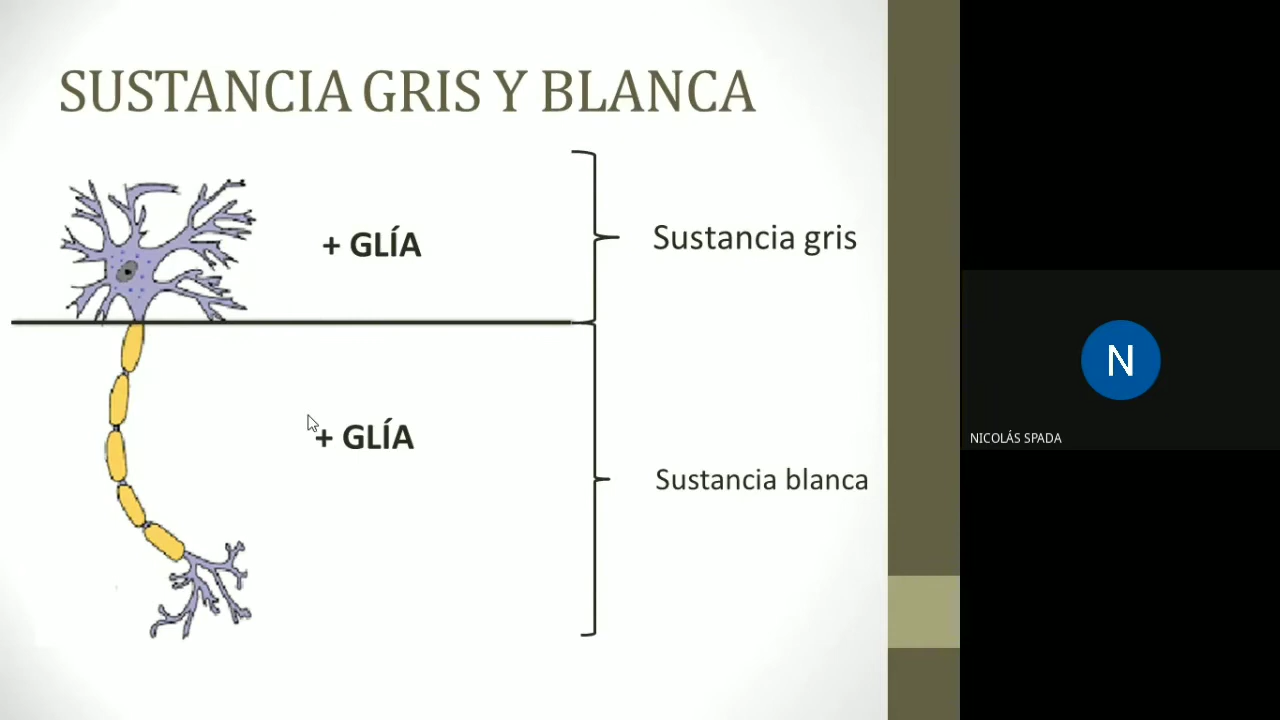 SUSTANCIA GRIS Y BLANCA
+ GLÍA
Sustancia gris
+ GLÍA
Sustancia blanca
N
NICOLÁS SPADA